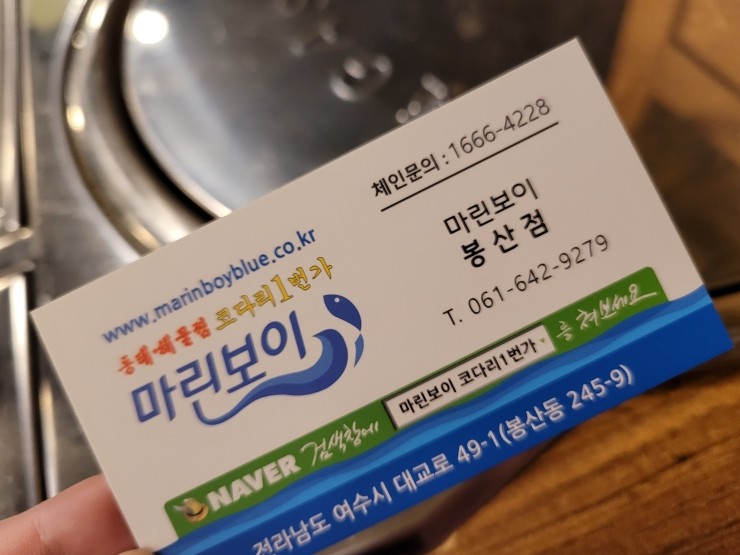 체인문의 : 1666-4228
마린보이
봉산점
T. 061-642-9279
www.marinboyblue.co.kr
동해해물찜 코다리1번가
마린보이
NAVER 검색창에 마린보이 코다리1번가 를 쳐보세요
전라남도 여수시 대교로 49-1(봉산동 245-9)